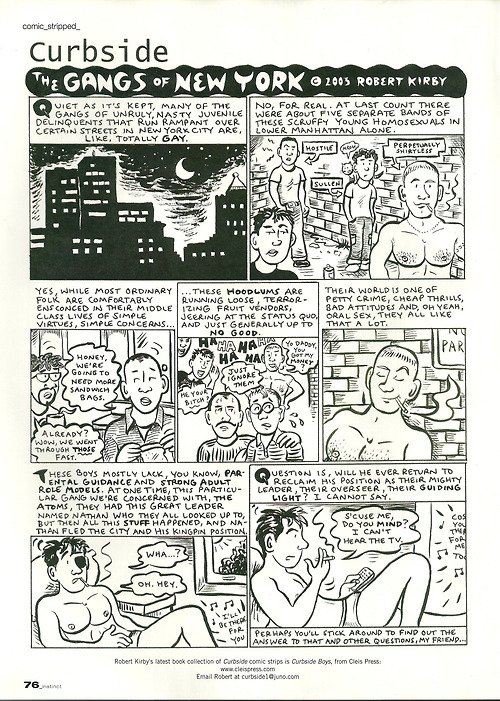 comic_stripped_
Curbside
THE GANGS OF NEW YORK © 2003 ROBERT KIRBY
QUIET AS IT'S KEPT, MANY OF THE
GANGS OF UNRULY, NASTY JUVENILE
DELINQUENTS THAT RUN RAMPANT OVER
CERTAIN STREETS IN NEW YORK CITY ARE,
LIKE, TOTALLY GAY.
NO, FOR REAL. AT LAST COUNT THERE
WERE ABOUT FIVE SEPARATE BANDS OF
THESE SCRUFFY YOUNG HOMOSEXUALS IN
LOWER MANHATTAN ALONE.
HOSTILE
SULLEN
PERPETUALLY
SHIRTLESS
YES, WHILE MOST ORDINARY
FOLK ARE COMFORTABLY
ENSCONCED IN THEIR MIDDLE
CLASS LIVES OF SIMPLE
VIRTUES, SIMPLE CONCERNS...
HONEY,
WE'RE
GOING TO
NEED MORE
SANDWICH
BAGS.
ALREADY?
WOW, WE WENT
THROUGH THOSE
FAST.
...THESE HOODLUMS ARE
RUNNING LOOSE, TERROR-
IZING FRUIT VENDORS,
JEERING AT THE STATUS QUO,
AND JUST GENERALLY UP TO
NO GOOD.
HA HA HA HA
HA HA
YO DADDY,
YOU GOT MY
MONEY?
JUST
IGNORE
THEM
HE YOUR
BITCH?
THEIR WORLD IS ONE OF
PETTY CRIME, CHEAP THRILLS,
BAD ATTITUDES AND, OH YEAH,
ORAL SEX, THEY ALL LIKE
THAT A LOT.
PAR
THESE BOYS MOSTLY LACK, YOU KNOW, PAR-
ENTAL GUIDANCE AND STRONG ADULT
ROLE MODELS. AT ONE TIME, THIS PARTICU-
LAR GANG WE'RE CONCERNED WITH, THE
ATOMS, THEY HAD THIS GREAT LEADER
NAMED NATHAN WHO THEY ALL LOOKED UP TO,
BUT THEN ALL THIS STUFF HAPPENED, AND NA-
THAN FLED THE CITY AND HIS KINGPIN POSITION.
WHA...?
OH. HEY.
I'LL
BE THERE
FOR
YOU
QUESTION IS, WILL HE EVER RETURN TO
RECLAIM HIS POSITION AS THEIR MIGHTY
LEADER, THEIR OVERSEER, THEIR GUIDING
LIGHT? I CANNOT SAY.
S'CUSE ME,
DO YOU MIND?
I CAN'T
HEAR THE TV.
COS
YOU
THE
FOR
ME
TOO
PERHAPS YOU'LL STICK AROUND TO FIND OUT THE
ANSWER TO THAT AND OTHER QUESTIONS, MY FRIEND...
Robert Kirby's latest book collection of Curbside comic strips is Curbside Boys, from Cleis Press:
www.cleispress.com
Email Robert at curbside1@juno.com
76_instinct